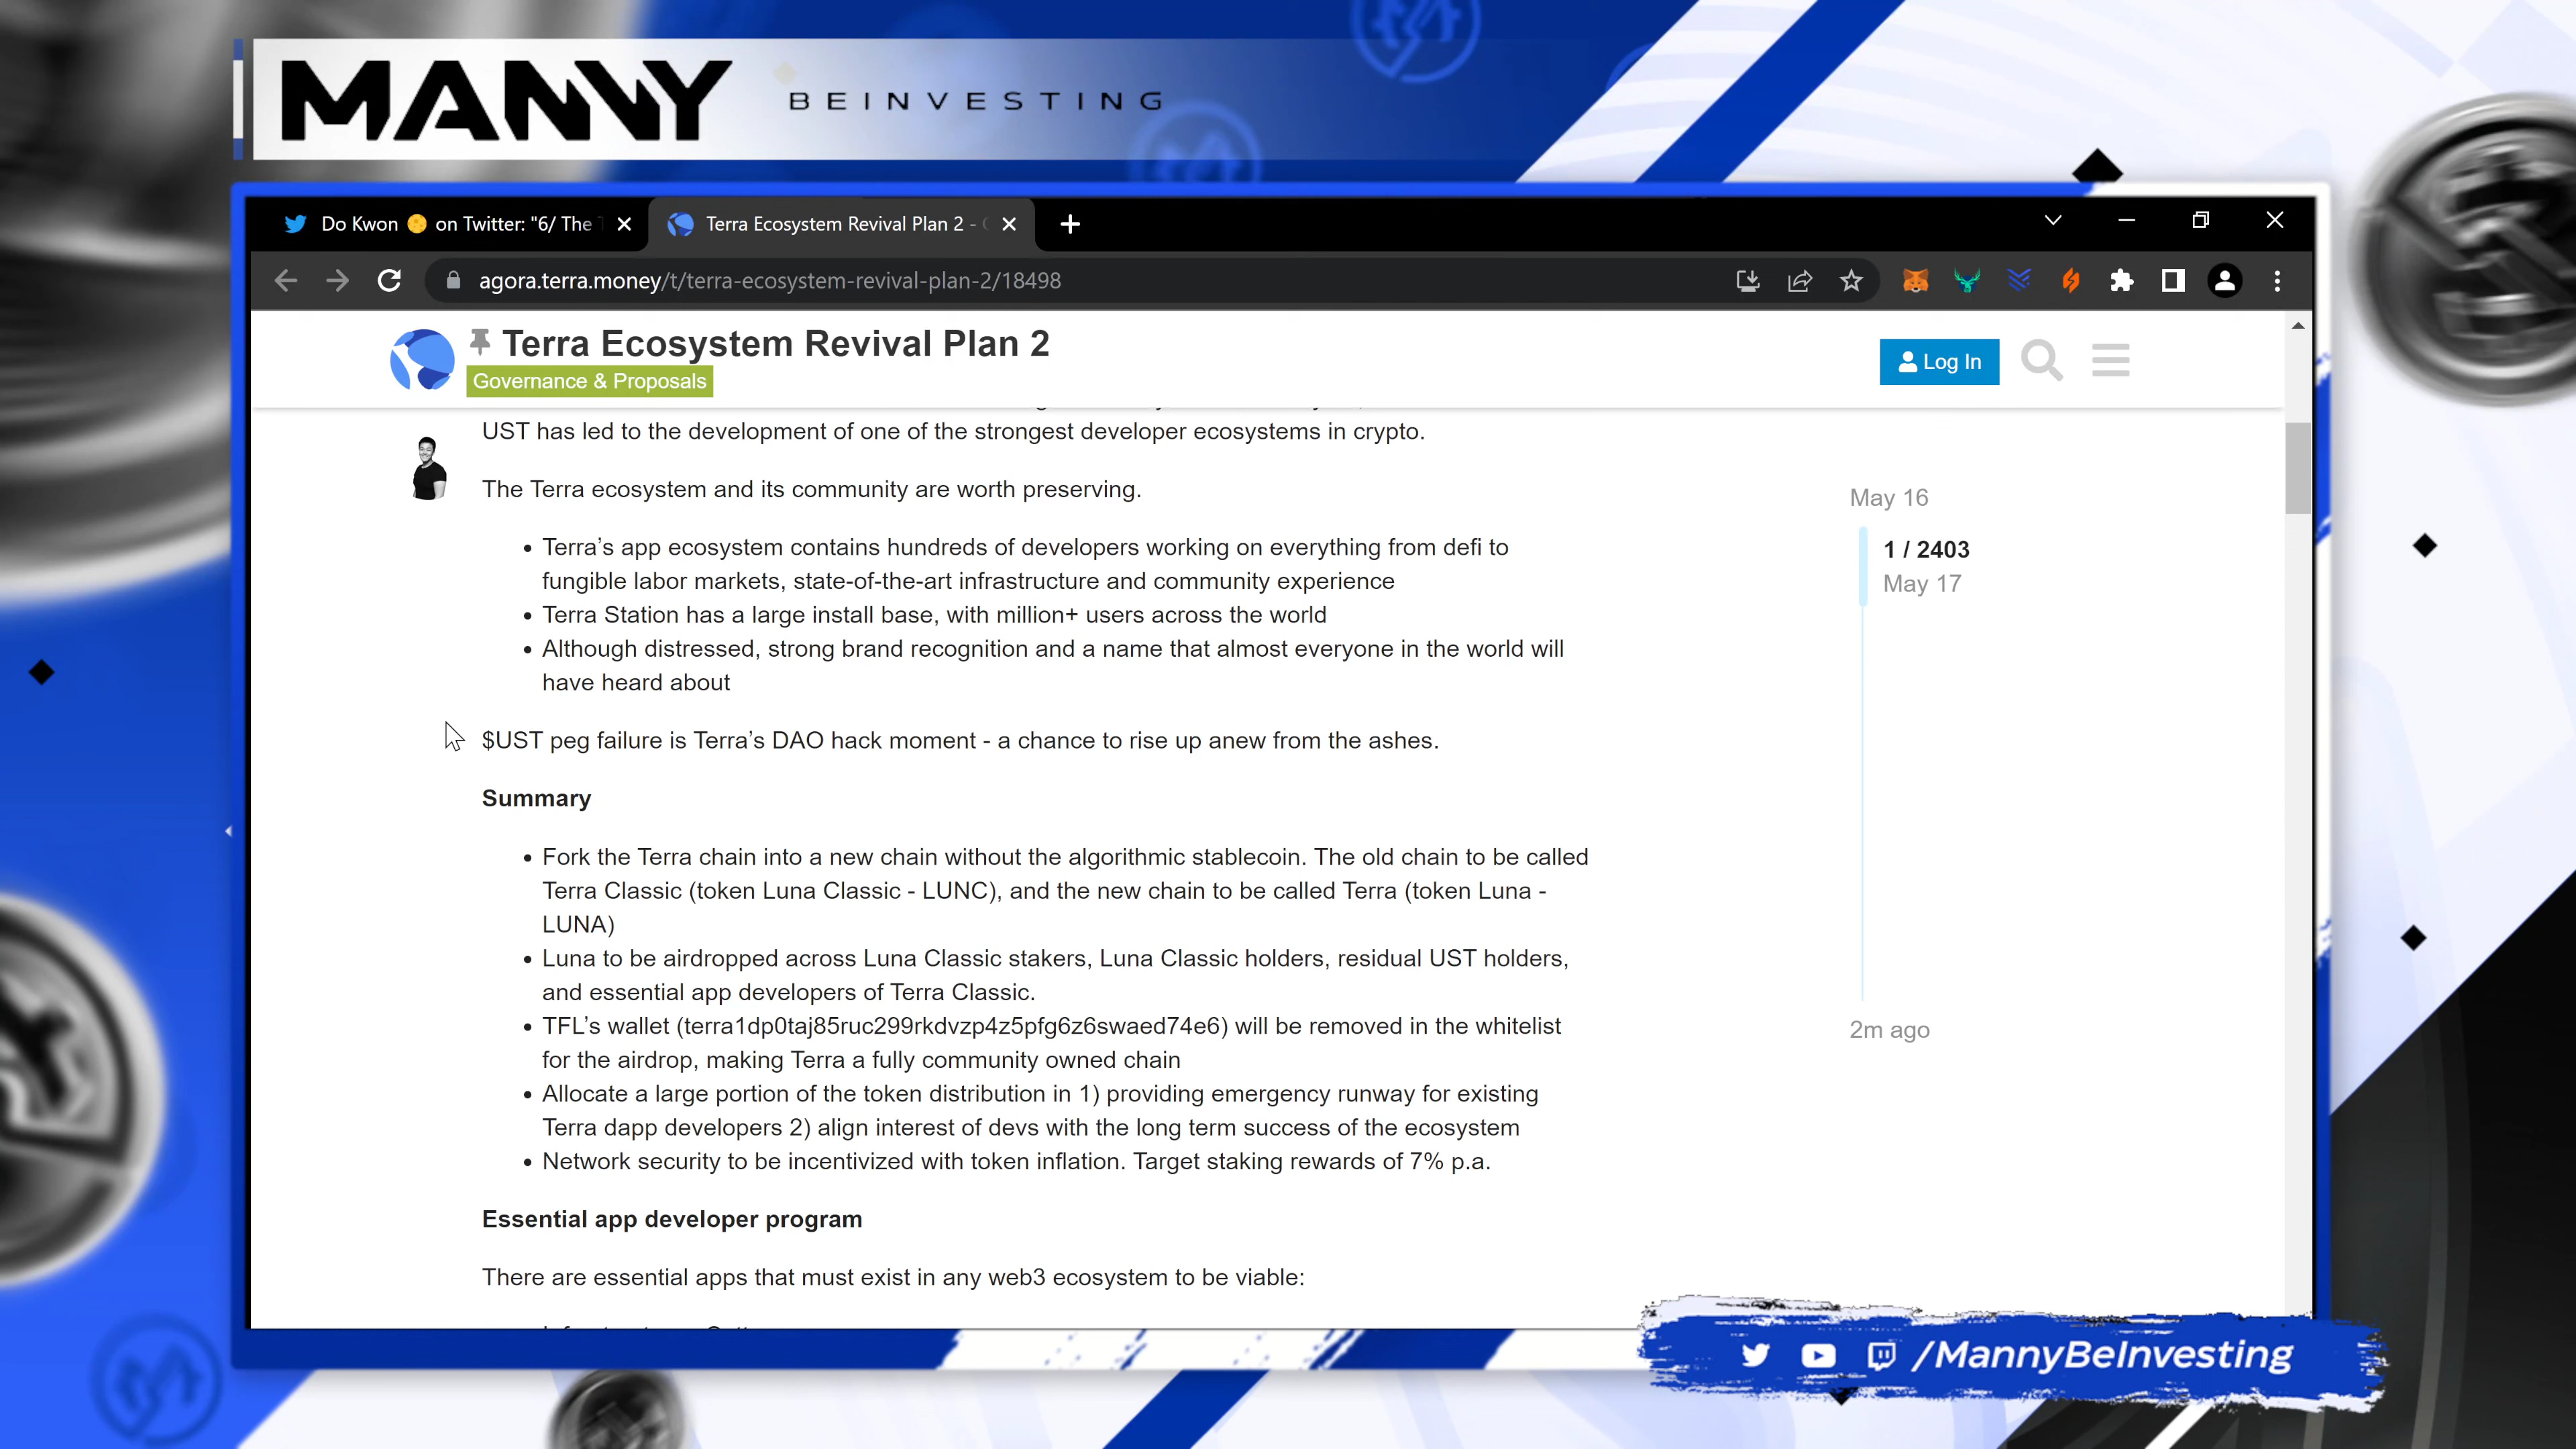 MANNY BEINVESTING
Do Kwon on Twitter: "6/ The
Terra Ecosystem Revival Plan 2 -
agora.terra.money/t/terra-ecosystem-revival-plan-2/18498
Terra Ecosystem Revival Plan 2
Governance & Proposals
Log In
UST has led to the development of one of the strongest developer ecosystems in crypto.
The Terra ecosystem and its community are worth preserving.
• Terra's app ecosystem contains hundreds of developers working on everything from defi to
fungible labor markets, state-of-the-art infrastructure and community experience
• Terra Station has a large install base, with million+ users across the world
• Although distressed, strong brand recognition and a name that almost everyone in the world will
have heard about
$UST peg failure is Terra's DAO hack moment - a chance to rise up anew from the ashes.
Summary
• Fork the Terra chain into a new chain without the algorithmic stablecoin. The old chain to be called
Terra Classic (token Luna Classic - LUNC), and the new chain to be called Terra (token Luna -
LUNA)
• Luna to be airdropped across Luna Classic stakers, Luna Classic holders, residual UST holders,
and essential app developers of Terra Classic.
• TFL's wallet (terra1dp0taj85ruc299rkdvzp4z5pfg6z6swaed74e6) will be removed in the whitelist
for the airdrop, making Terra a fully community owned chain
• Allocate a large portion of the token distribution in 1) providing emergency runway for existing
Terra dapp developers 2) align interest of devs with the long term success of the ecosystem
• Network security to be incentivized with token inflation. Target staking rewards of 7% p.a.
Essential app developer program
There are essential apps that must exist in any web3 ecosystem to be viable:
May 16
1 / 2403
May 17
2m ago
/MannyBeInvesting